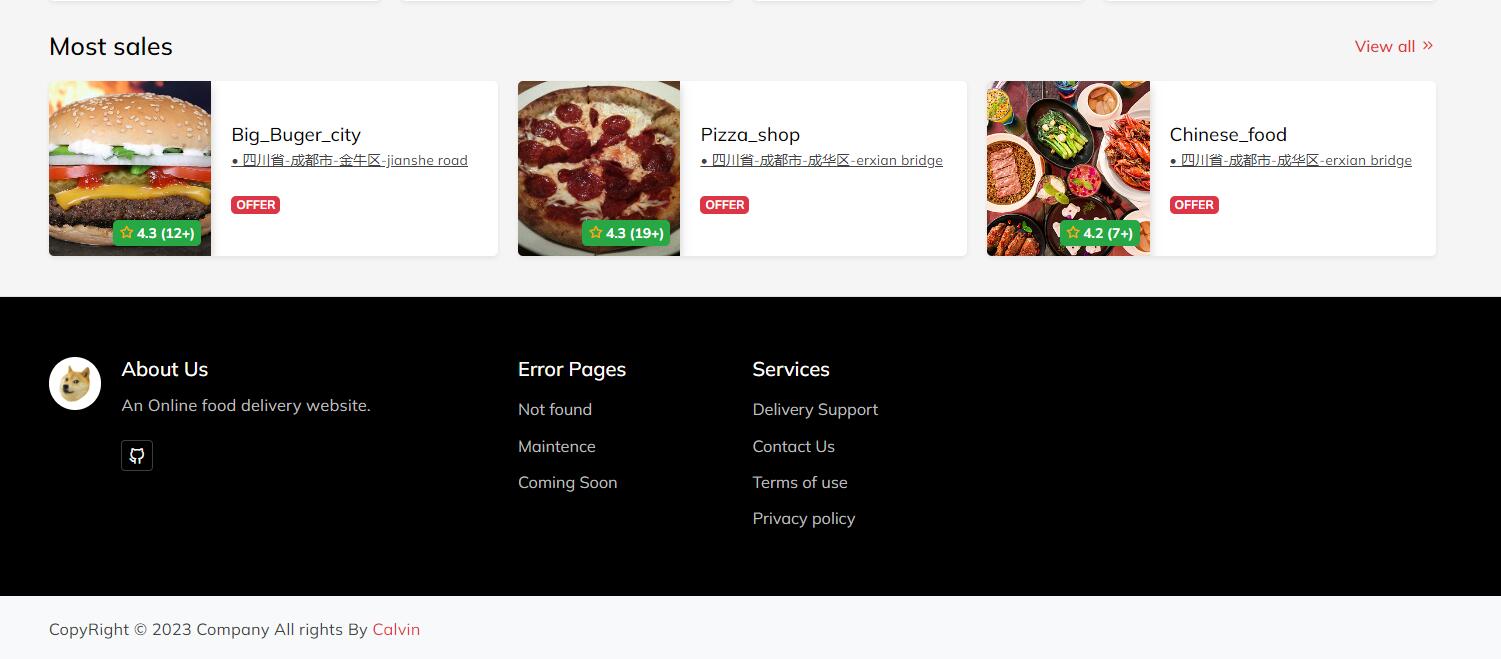 Most sales
View all »
Big_Buger_city
• 四川省-成都市-金牛区-jianshe road
OFFER
4.3 (12+)
Pizza_shop
• 四川省-成都市-成华区-erxian bridge
OFFER
4.3 (19+)
Chinese_food
• 四川省-成都市-成华区-erxian bridge
OFFER
4.2 (7+)
About Us
An Online food delivery website.
Error Pages
Not found
Maintence
Coming Soon
Services
Delivery Support
Contact Us
Terms of use
Privacy policy
CopyRight © 2023 Company All rights By Calvin